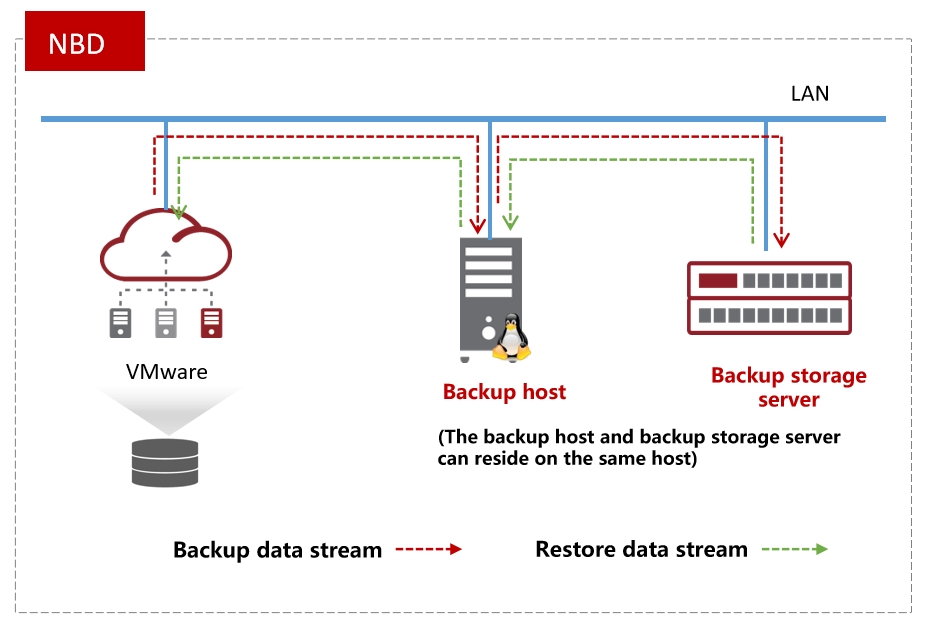 NBD
LAN
VMware
Backup host
Backup storage
server
(The backup host and backup storage server
can reside on the same host)
Backup data stream
Restore data stream